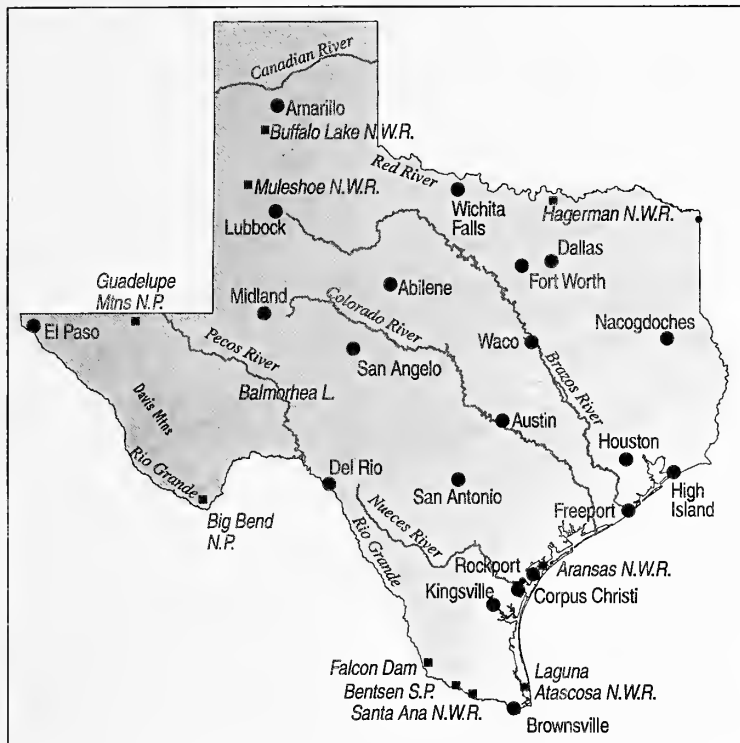 Canadian River
Amarillo
Buffalo Lake N.W.R.
Red River
Muleshoe N.W.R.
Wichita
Falls
Hagerman N.W.R.
Lubbock
Dallas
Fort Worth
Guadelupe
Mtns N.P.
Abilene
Midland
Colorado River
El Paso
Nacogdoches
Pecos River
Waco
San Angelo
Brazos River
Balmorhea L.
Davis Mtns
Austin
Houston
Rio Grande
Del Rio
San Antonio
High
Island
Freeport
Big Bend
N.P.
Nueces River
Rio Grande
Rockport
Aransas N.W.R.
Kingsville
Corpus Christi
Falcon Dam
Laguna
Atascosa N.W.R.
Bentsen S.P.
Santa Ana N.W.R.
Brownsville